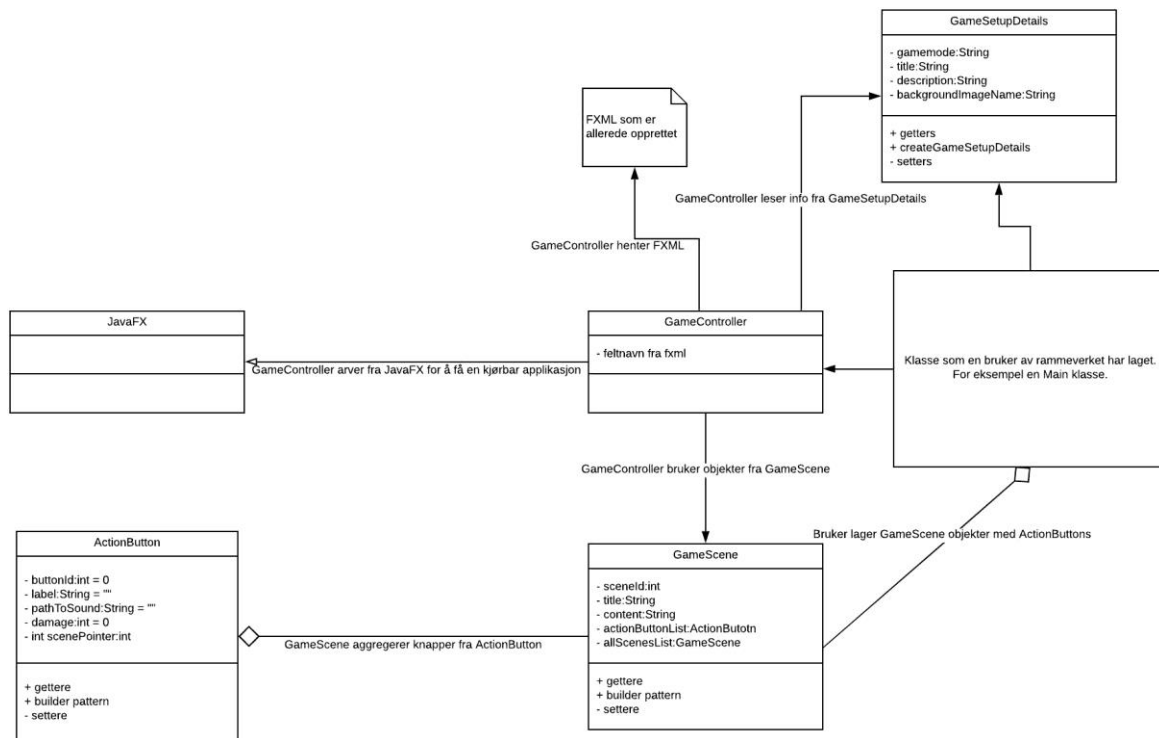 GameSetupDetails
- gamemode:String
- title:String
- description:String
- backgroundImageName:String
+ getters
+ createGameSetupDetails
- setters
FXML som er
allerede opprettet
GameController leser info fra GameSetupDetails
GameController henter FXML
JavaFX
GameController
- feltnavn fra fxml
GameController arver fra JavaFX for å få en kjørbar applikasjon
Klasse som en bruker av rammeverket har laget.
For eksempel en Main klasse.
GameController bruker objekter fra GameScene
Bruker lager GameScene objekter med ActionButtons
ActionButton
- buttonId:int = 0
- label:String = ""
- pathToSound:String = ""
- damage:int = 0
- int scenePointer:int
+ gettere
+ builder pattern
- settere
GameScene aggregerer knapper fra ActionButton
GameScene
- sceneId:int
- title:String
- content:String
- actionButtonList:ActionButotn
- allScenesList:GameScene
+ gettere
+ builder pattern
- settere